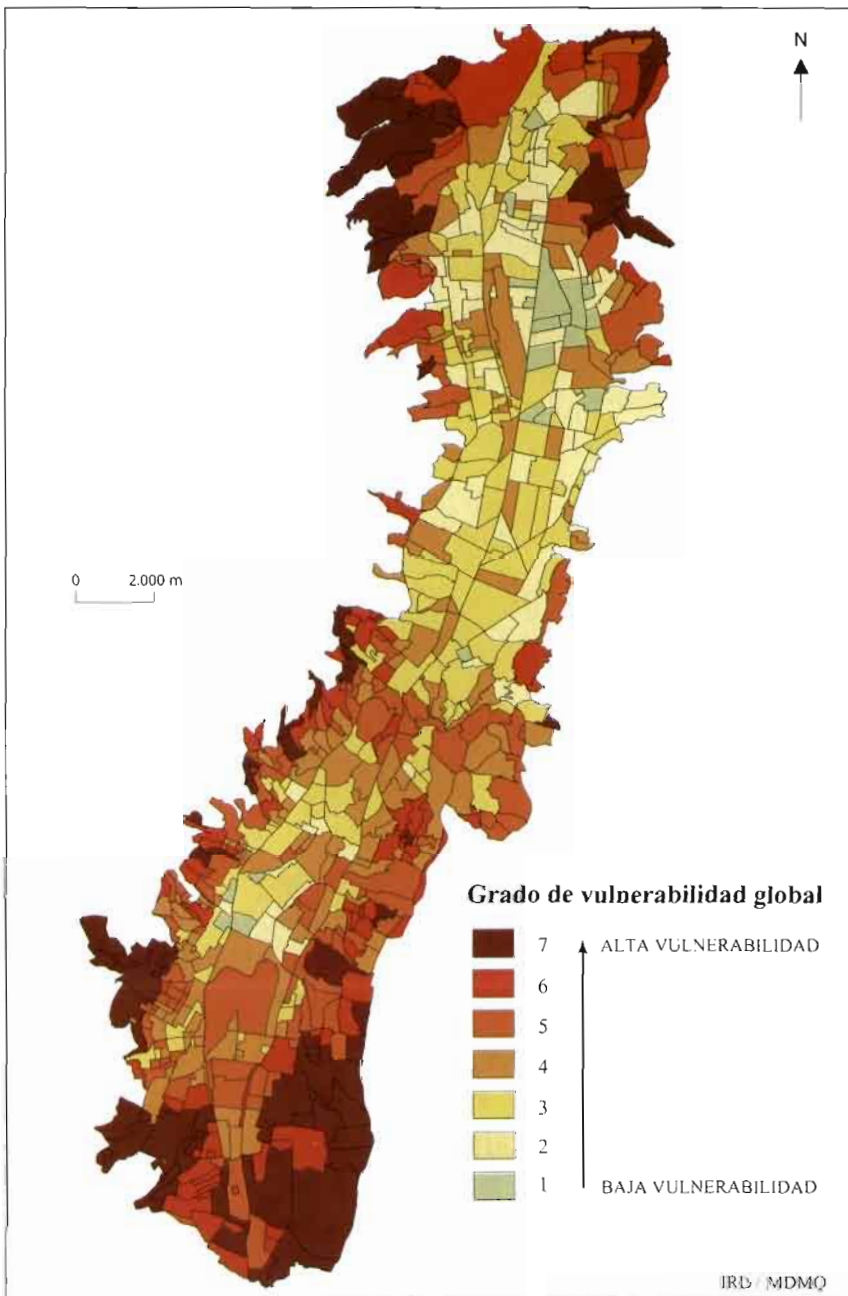 N
0 2.000 m
Grado de vulnerabilidad global
7 ALTA VULNERABILIDAD
6
5
4
3
2
1 BAJA VULNERABILIDAD
IRD / MDMQ